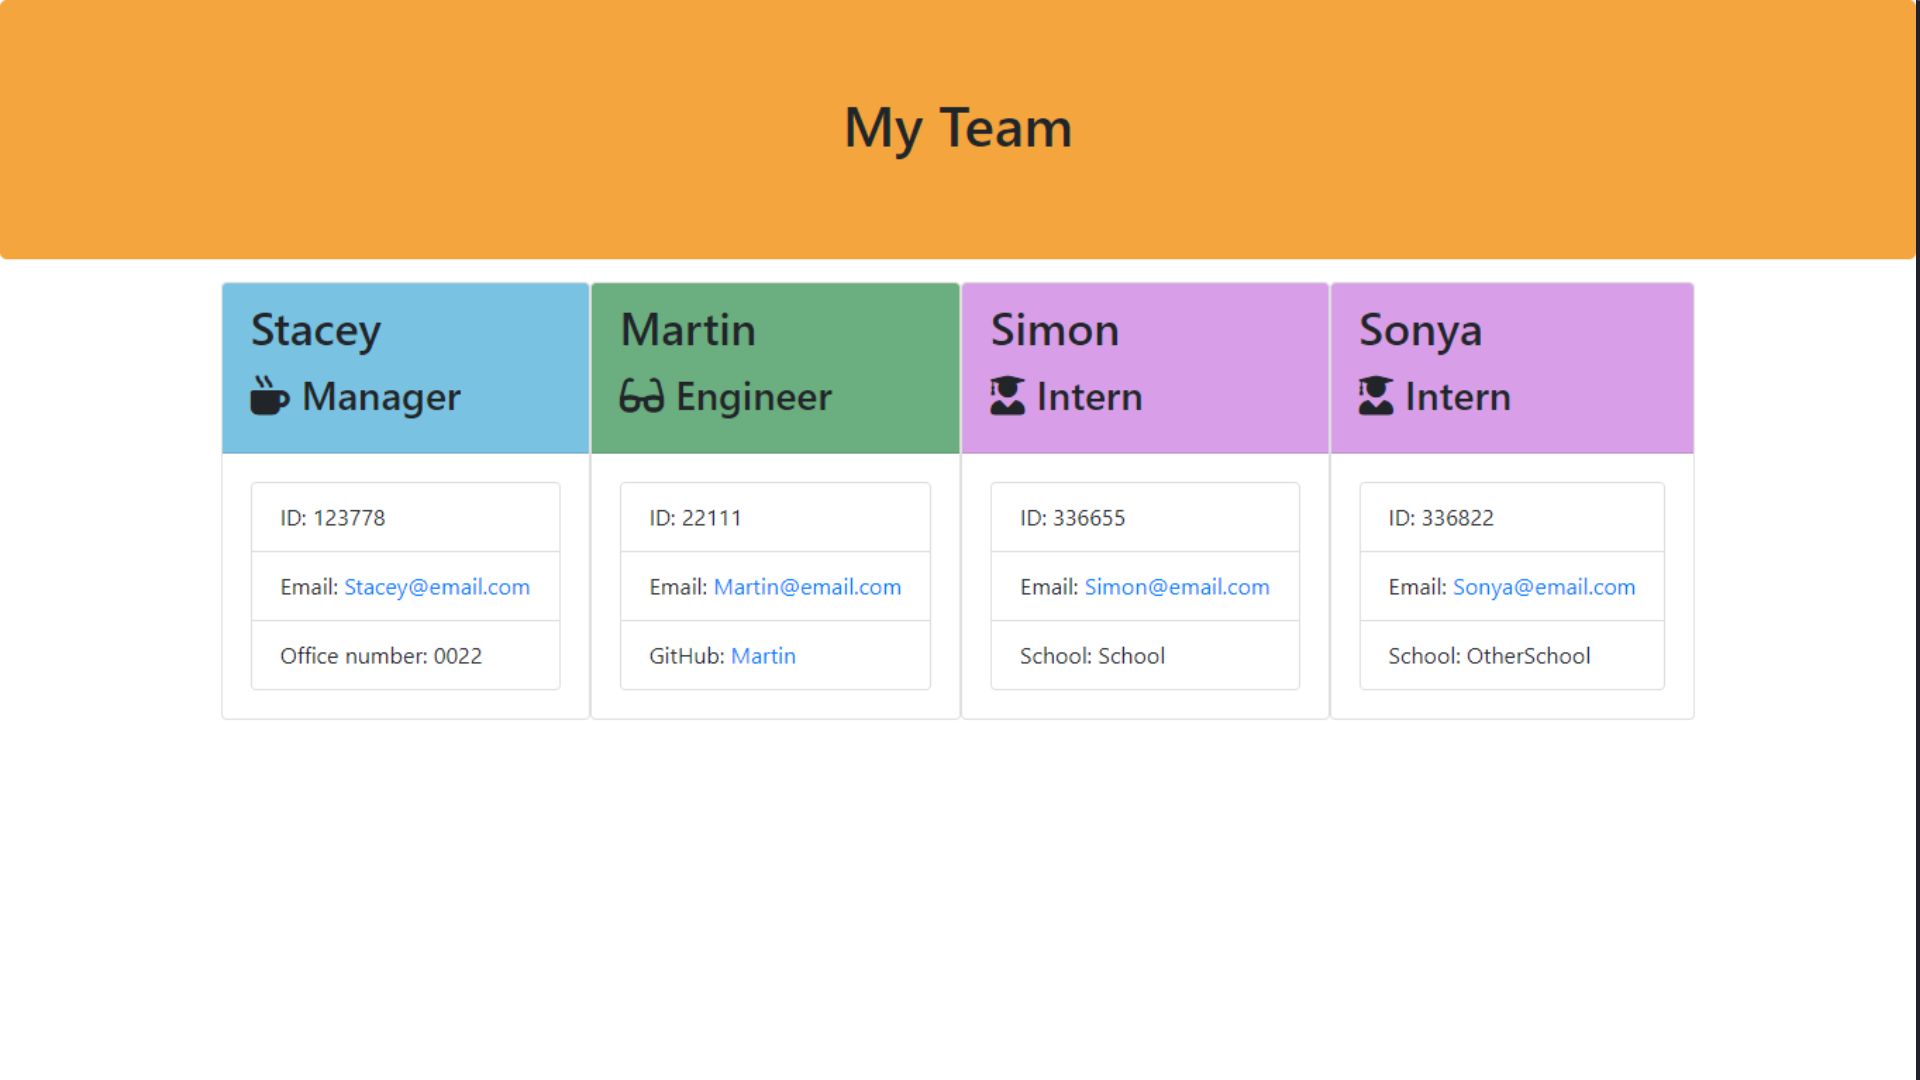 My Team
Stacey
Manager
ID: 123778
Email: Stacey@email.com
Office number: 0022
Martin
Engineer
ID: 22111
Email: Martin@email.com
GitHub: Martin
Simon
Intern
ID: 336655
Email: Simon@email.com
School: School
Sonya
Intern
ID: 336822
Email: Sonya@email.com
School: OtherSchool